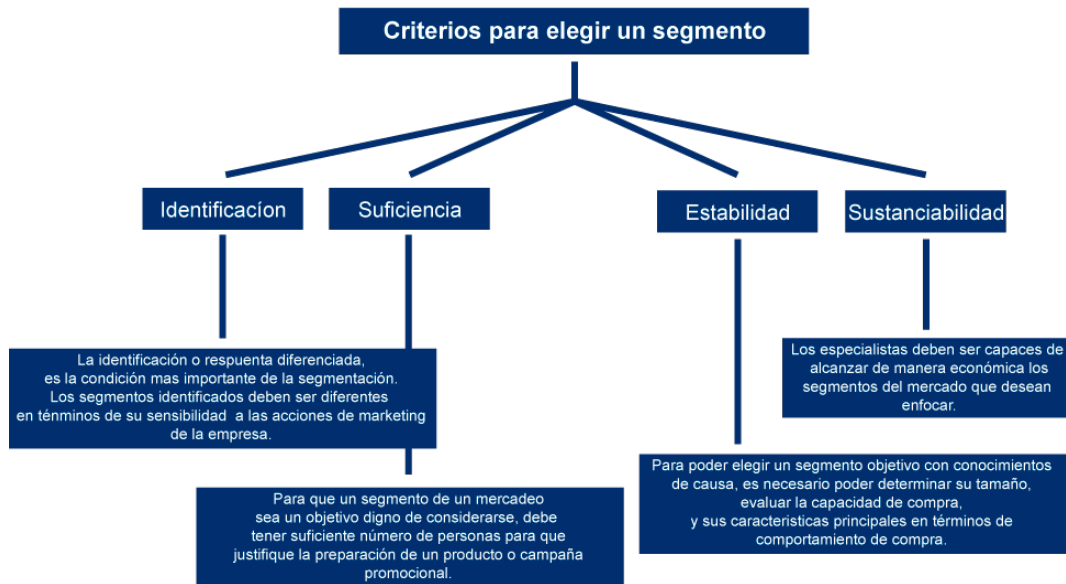 Criterios para elegir un segmento
Identificacíon
Suficiencia
Estabilidad
Sustanciabilidad
La identificación o respuenta diferenciada,
es la condición mas importante de la segmentación.
Los segmentos identificados deben ser diferentes
en ténminos de su sensibilidad a las acciones de marketing
de la empresa.
Para que un segmento de un mercadeo
sea un objetivo digno de considerarse, debe
tener suficiente número de personas para que
justifique la preparación de un producto o campaña
promocional.
Para poder elegir un segmento objetivo con conocimientos
de causa, es necesario poder determinar su tamaño,
evaluar la capacidad de compra,
y sus caracteristicas principales en términos de
comportamiento de compra.
Los especialistas deben ser capaces de
alcanzar de manera económica los
segmentos del mercado que desean
enfocar.